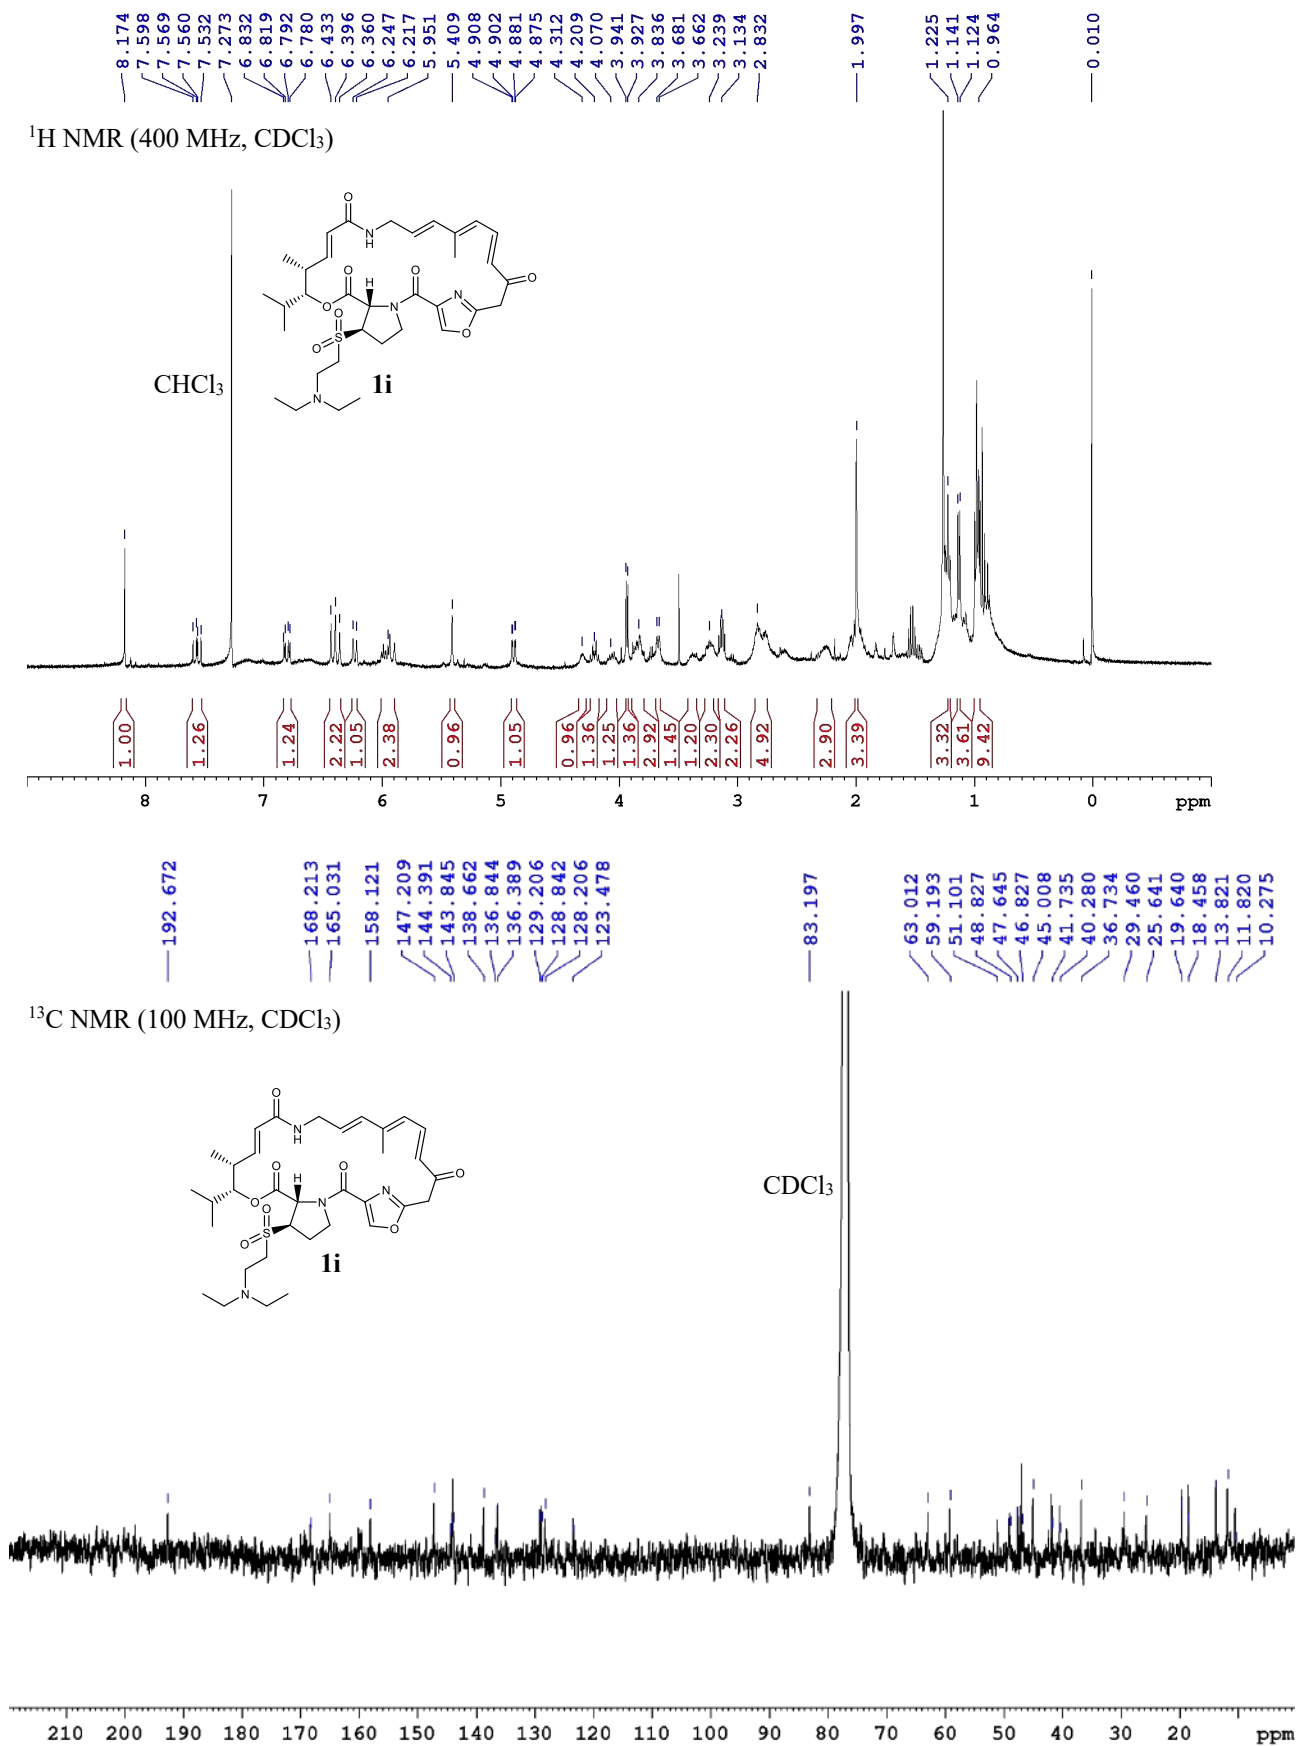 8.174
7.598
7.569
7.560
7.532
7.273
6.832
6.819
6.792
6.780
6.433
6.396
6.360
6.247
6.217
5.951
5.409
4.908
4.902
4.881
4.875
4.312
4.209
4.070
3.941
3.927
3.836
3.681
3.662
3.239
3.134
2.832
1.997
1.225
1.141
1.124
0.964
0.010
¹H NMR (400 MHz, CDCl₃)
O
N
H
O
H
O
N
N
O
O
O
O
S
O
N
CHCl₃
1i
1.00
1.26
1.24
2.22
1.05
2.38
0.96
1.05
0.96
1.36
1.25
1.36
2.92
1.45
1.20
2.30
2.26
4.92
2.90
3.39
3.32
3.61
9.42
8 7 6 5 4 3 2 1 0 ppm
192.672
168.213
165.031
158.121
147.209
144.391
143.845
138.662
136.844
136.389
129.206
128.842
128.206
123.478
83.197
63.012
59.193
51.101
48.827
47.645
46.827
45.008
41.735
40.280
36.734
29.460
25.641
19.640
18.458
13.821
11.820
10.275
¹³C NMR (100 MHz, CDCl₃)
O
N
H
O
H
O
N
N
O
O
O
O
S
O
N
1i
CDCl₃
210 200 190 180 170 160 150 140 130 120 110 100 90 80 70 60 50 40 30 20 ppm